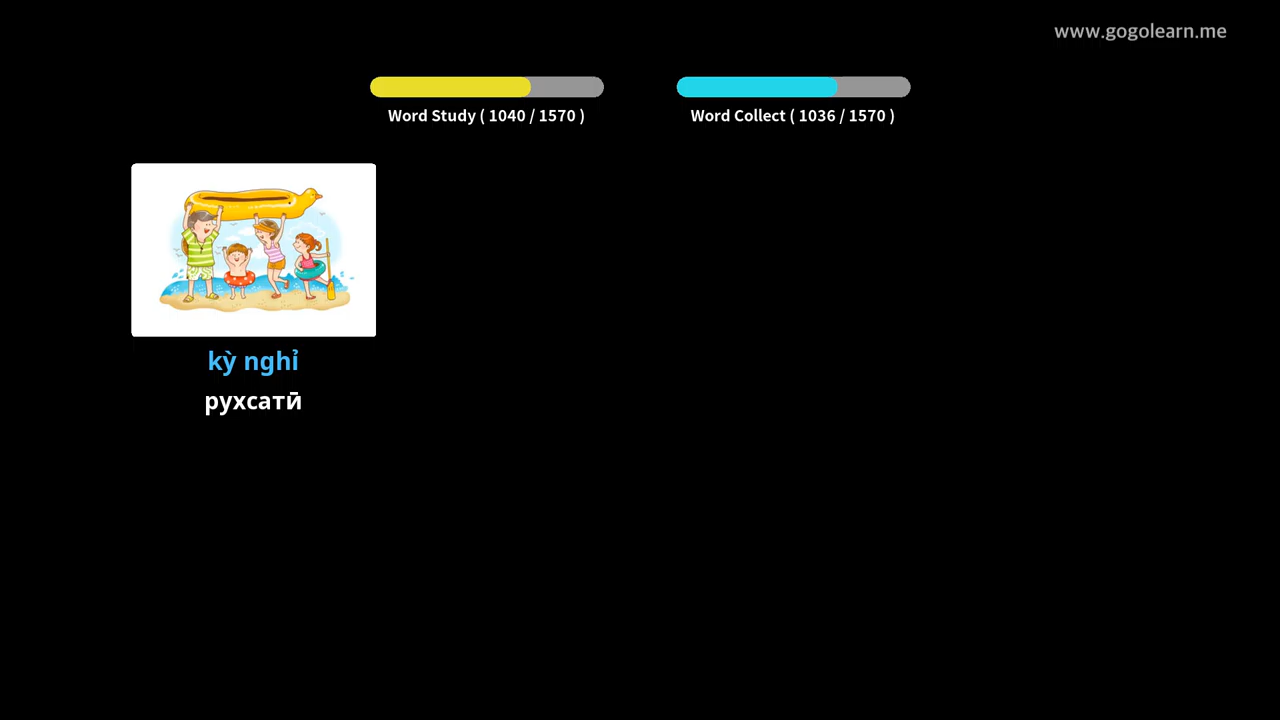 www.gogolearn.me
Word Study ( 1040 / 1570 )
Word Collect ( 1036 / 1570 )
kỳ nghỉ
рухсатӣ